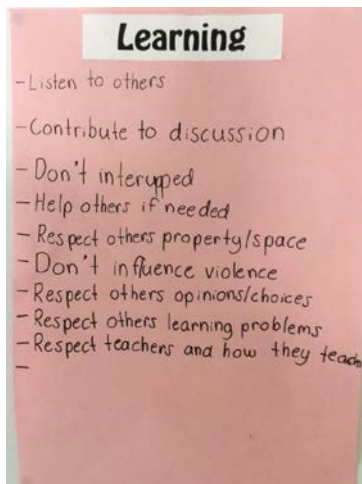 Learning
- Listen to others
- Contribute to discussion
- Don't interupped
- Help others if needed
- Respect others property/space
- Don't influence violence
- Respect others opinions/choices
- Respect others learning problems
- Respect teachers and how they teach
-